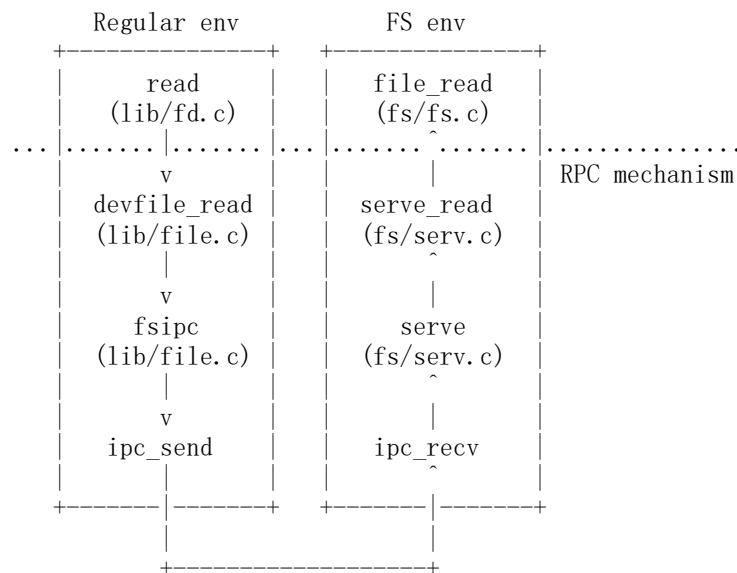 Regular env FS env
read file_read
(lib/fd.c) (fs/fs.c)
RPC mechanism
v
devfile_read serve_read
(lib/file.c) (fs/serv.c)
v
fsipc serve
(lib/file.c) (fs/serv.c)
v
ipc_send ipc_recv